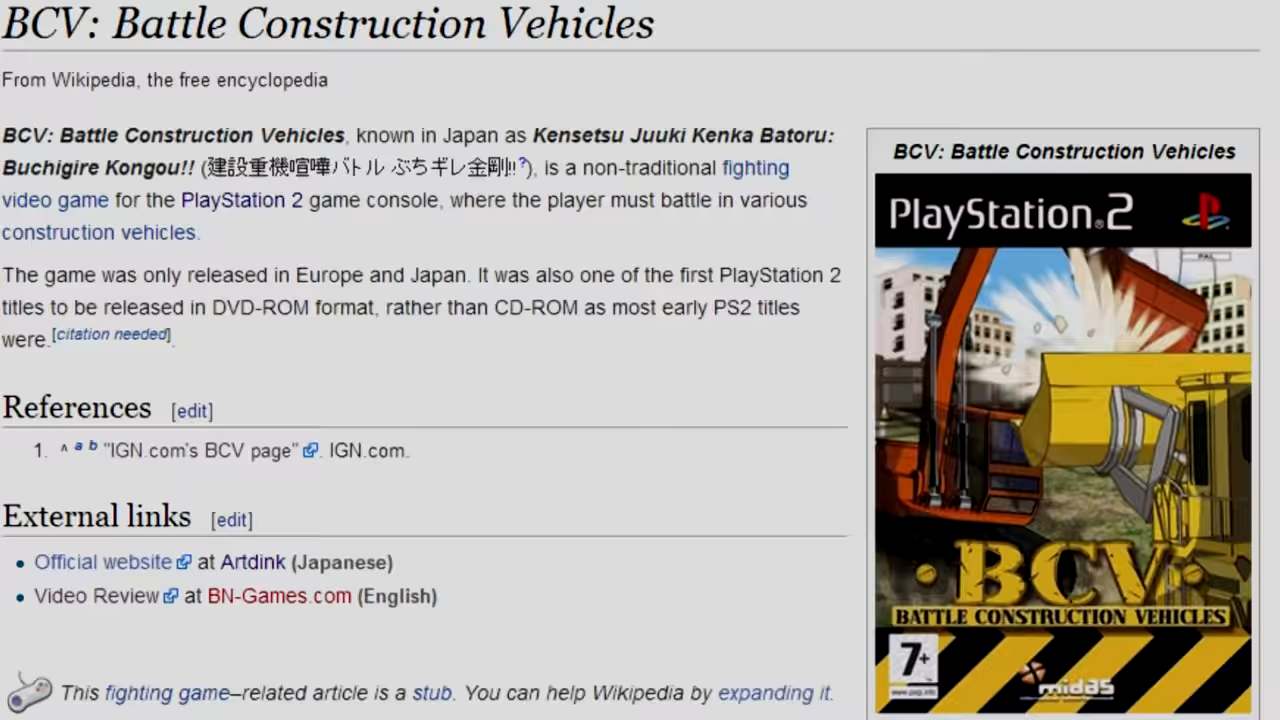 BCV: Battle Construction Vehicles
From Wikipedia, the free encyclopedia
BCV: Battle Construction Vehicles, known in Japan as Kensetsu Juuki Kenka Batoru:
Buchigire Kongou!! (建設重機喧嘩バトル ぶちギレ金剛!!?), is a non-traditional fighting
video game for the PlayStation 2 game console, where the player must battle in various
construction vehicles.
The game was only released in Europe and Japan. It was also one of the first PlayStation 2
titles to be released in DVD-ROM format, rather than CD-ROM as most early PS2 titles
were.[citation needed].
References [edit]
1. ^ a b "IGN.com's BCV page". IGN.com.
External links [edit]
• Official website at Artdink (Japanese)
• Video Review at BN-Games.com (English)
This fighting game–related article is a stub. You can help Wikipedia by expanding it.
BCV: Battle Construction Vehicles
PlayStation.2
PAL
BCV
BATTLE CONSTRUCTION VEHICLES
7+
www.pegi.info
midas